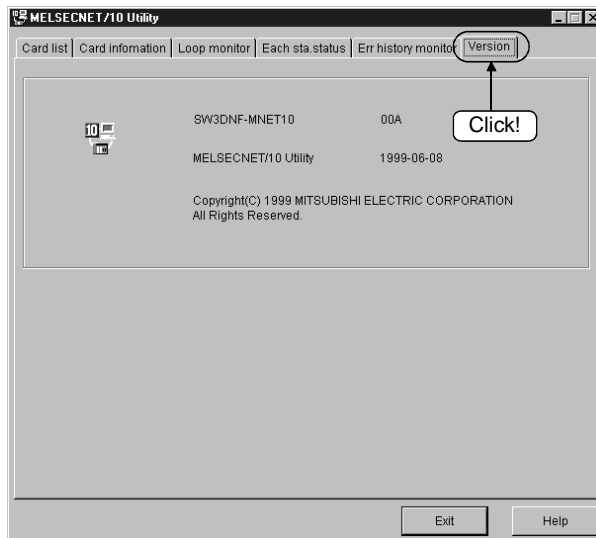 MELSECNET/10 Utility
Card list Card infomation Loop monitor Each sta.status Err history monitor Version
Click!
10
SW3DNF-MNET10 00A
MELSECNET/10 Utility 1999-06-08
Copyright(C) 1999 MITSUBISHI ELECTRIC CORPORATION
All Rights Reserved.
Exit Help